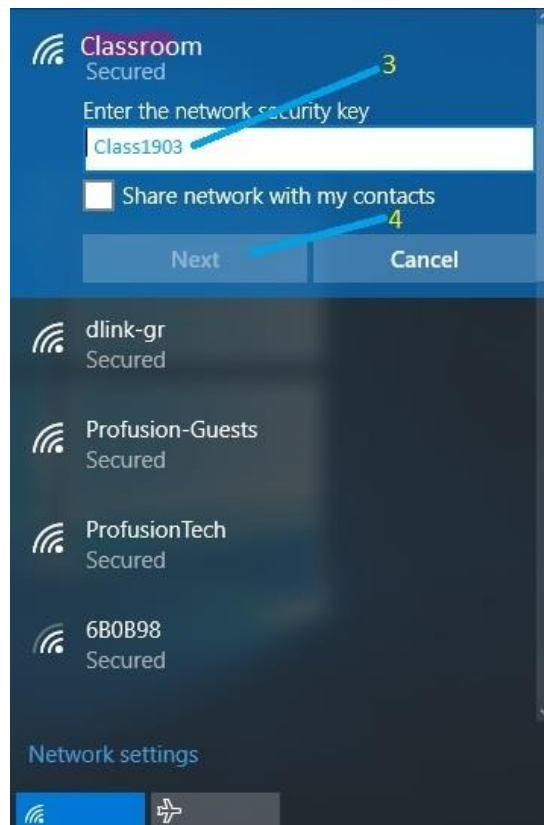 Classroom
Secured
3
Enter the network security key
Class1903
Share network with my contacts
4
Next
Cancel
dlink-gr
Secured
Profusion-Guests
Secured
ProfusionTech
Secured
6B0B98
Secured
Network settings